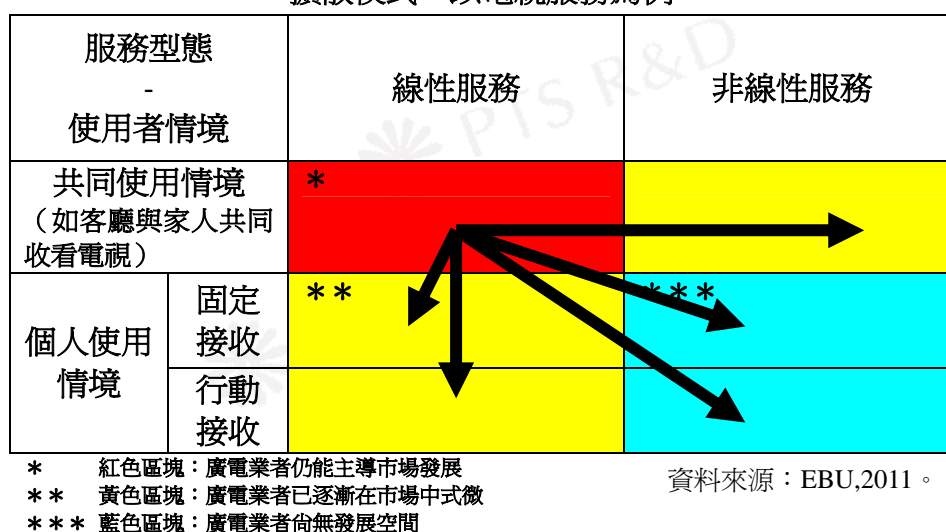 服務型態
-
使用者情境
線性服務
非線性服務
共同使用情境
（如客廳與家人共同
收看電視）
*
個人使用
情境
固定
接收
**
***
行動
接收
* 紅色區塊：廣電業者仍能主導市場發展
** 黃色區塊：廣電業者已逐漸在市場中式微
*** 藍色區塊：廣電業者尚無發展空間
資料來源：EBU,2011。
PTS R&D